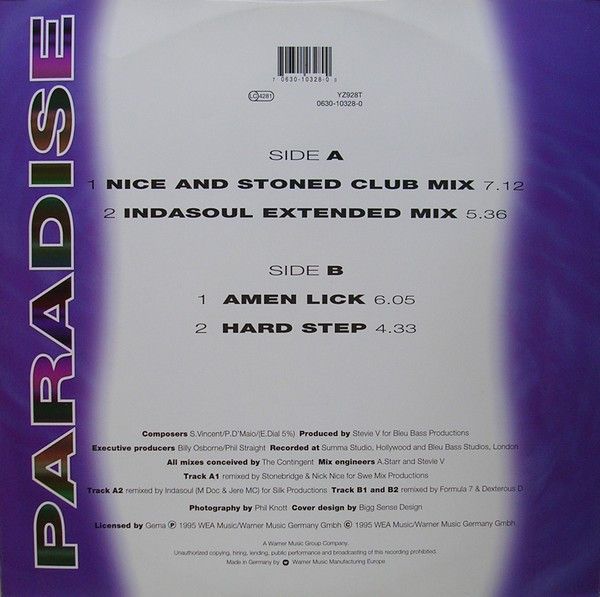 PARADISE
7 0630-10328-0 8
LC 4281
YZ928T
0630-10328-0
SIDE A
1 NICE AND STONED CLUB MIX 7.12
2 INDASOUL EXTENDED MIX 5.36
SIDE B
1 AMEN LICK 6.05
2 HARD STEP 4.33
Composers S.Vincent/P.D'Maio/(E.Dial 5%) Produced by Stevie V for Bleu Bass Productions
Executive producers Billy Osborne/Phil Straight Recorded at Summa Studio, Hollywood and Bleu Bass Studios, London
All mixes conceived by The Contingent Mix engineers A.Starr and Stevie V
Track A1 remixed by Stonebridge & Nick Nice for Swe Mix Productions
Track A2 remixed by Indasoul (M Doc & Jere MC) for Silk Productions Track B1 and B2 remixed by Formula 7 & Dexterous D
Photography by Phil Knott Cover design by Bigg Sense Design
Licensed by Gema Ⓟ 1995 WEA Music/Warner Music Germany Gmbh © 1995 WEA Music/Warner Music Germany Gmbh
A Warner Music Group Company.
Unauthorized copying, hiring, lending, public performance and broadcasting of this recording prohibited.
Made in Germany by Warner Music Manufacturing Europe